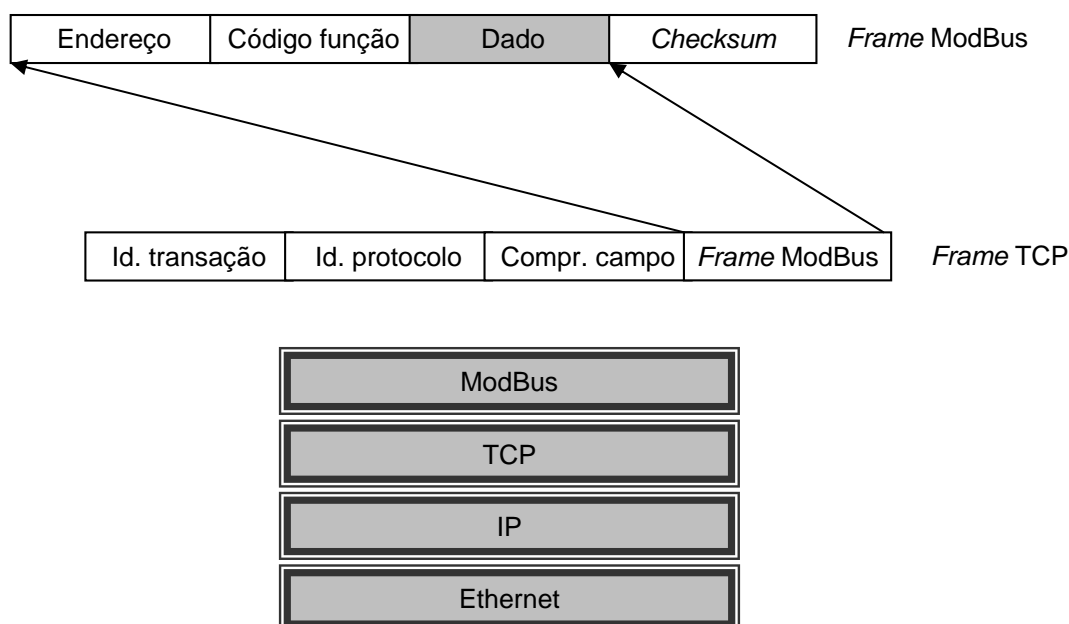 Endereço Código função Dado Checksum Frame ModBus
Id. transação Id. protocolo Compr. campo Frame ModBus Frame TCP
ModBus
TCP
IP
Ethernet